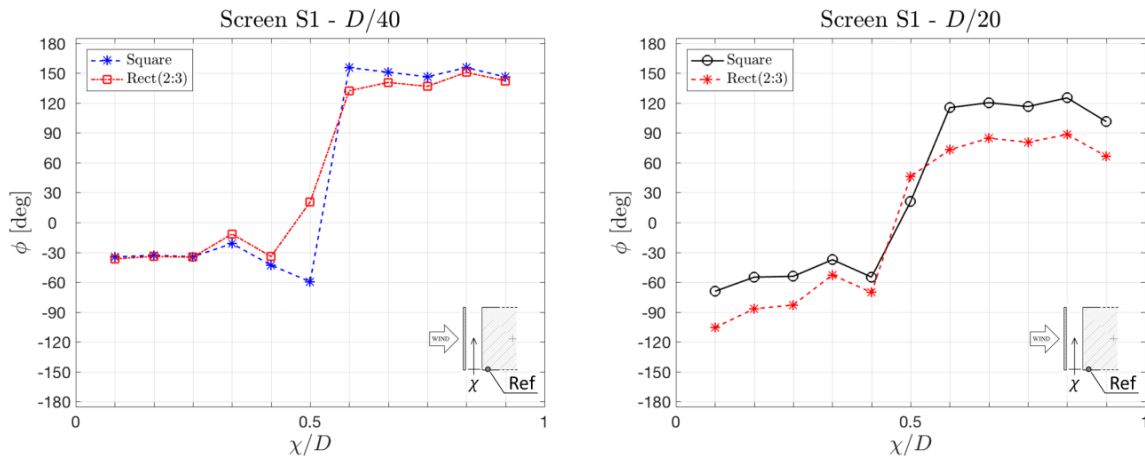 Screen S1 - D/40
180
150
120
90
60
30
0
-30
-60
-90
-120
-150
-180
ϕ [deg]
Square
Rect(2:3)
WIND
χ
Ref
0
0.5
1
χ/D
Screen S1 - D/20
180
150
120
90
60
30
0
-30
-60
-90
-120
-150
-180
ϕ [deg]
Square
Rect(2:3)
WIND
χ
Ref
0
0.5
1
χ/D